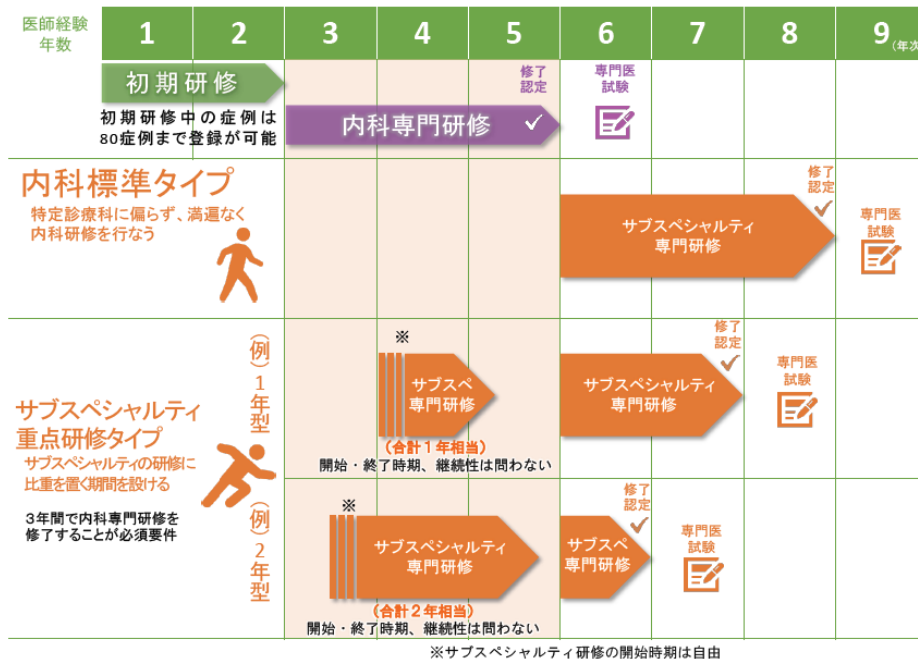 医師経験
年数
1 2 3 4 5 6 7 8 9(年次
初期研修
初期研修中の症例は
80症例まで登録が可能
修了
認定
内科専門研修
専門医
試験
内科標準タイプ
特定診療科に偏らず、満遍なく
内科研修を行なう
サブスペシャルティ
専門研修
修了
認定
専門医
試験
サブスペシャルティ
重点研修タイプ
サブスペシャルティの研修に
比重を置く期間を設ける
3年間で内科専門研修を
修了することが必須要件
(例)1年型
※
サブスペ
専門研修
(合計1年相当)
開始・終了時期、継続性は問わない
サブスペシャルティ
専門研修
修了
認定
専門医
試験
(例)2年型
※
サブスペシャルティ
専門研修
(合計2年相当)
開始・終了時期、継続性は問わない
サブスペ
専門研修
修了
認定
専門医
試験
※サブスペシャルティ研修の開始時期は自由